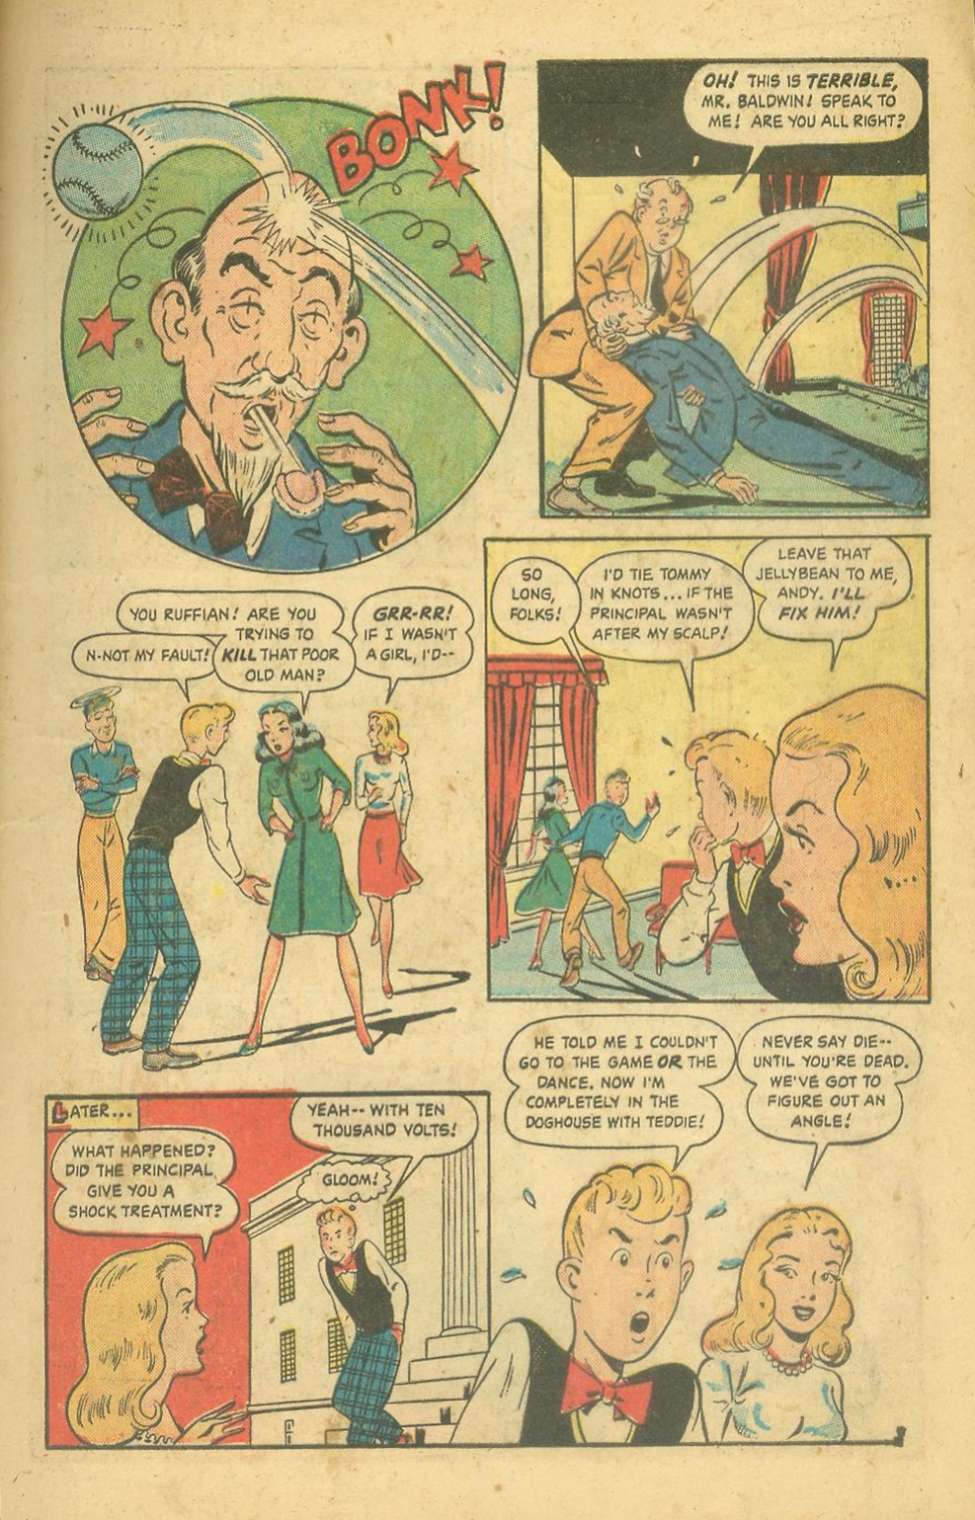 BONK!
OH! THIS IS TERRIBLE,
MR. BALDWIN! SPEAK TO
ME! ARE YOU ALL RIGHT?
N-NOT MY FAULT!
YOU RUFFIAN! ARE YOU
TRYING TO
KILL THAT POOR
OLD MAN?
GRR-RR!
IF I WASN'T
A GIRL, I'D--
SO
LONG,
FOLKS!
I'D TIE TOMMY
IN KNOTS... IF THE
PRINCIPAL WASN'T
AFTER MY SCALP!
LEAVE THAT
JELLYBEAN TO ME,
ANDY. I'LL
FIX HIM!
LATER...
WHAT HAPPENED?
DID THE PRINCIPAL
GIVE YOU A
SHOCK TREATMENT?
YEAH-- WITH TEN
THOUSAND VOLTS!
GLOOM!
HE TOLD ME I COULDN'T
GO TO THE GAME OR THE
DANCE. NOW I'M
COMPLETELY IN THE
DOGHOUSE WITH TEDDIE!
NEVER SAY DIE--
UNTIL YOU'RE DEAD.
WE'VE GOT TO
FIGURE OUT AN
ANGLE!